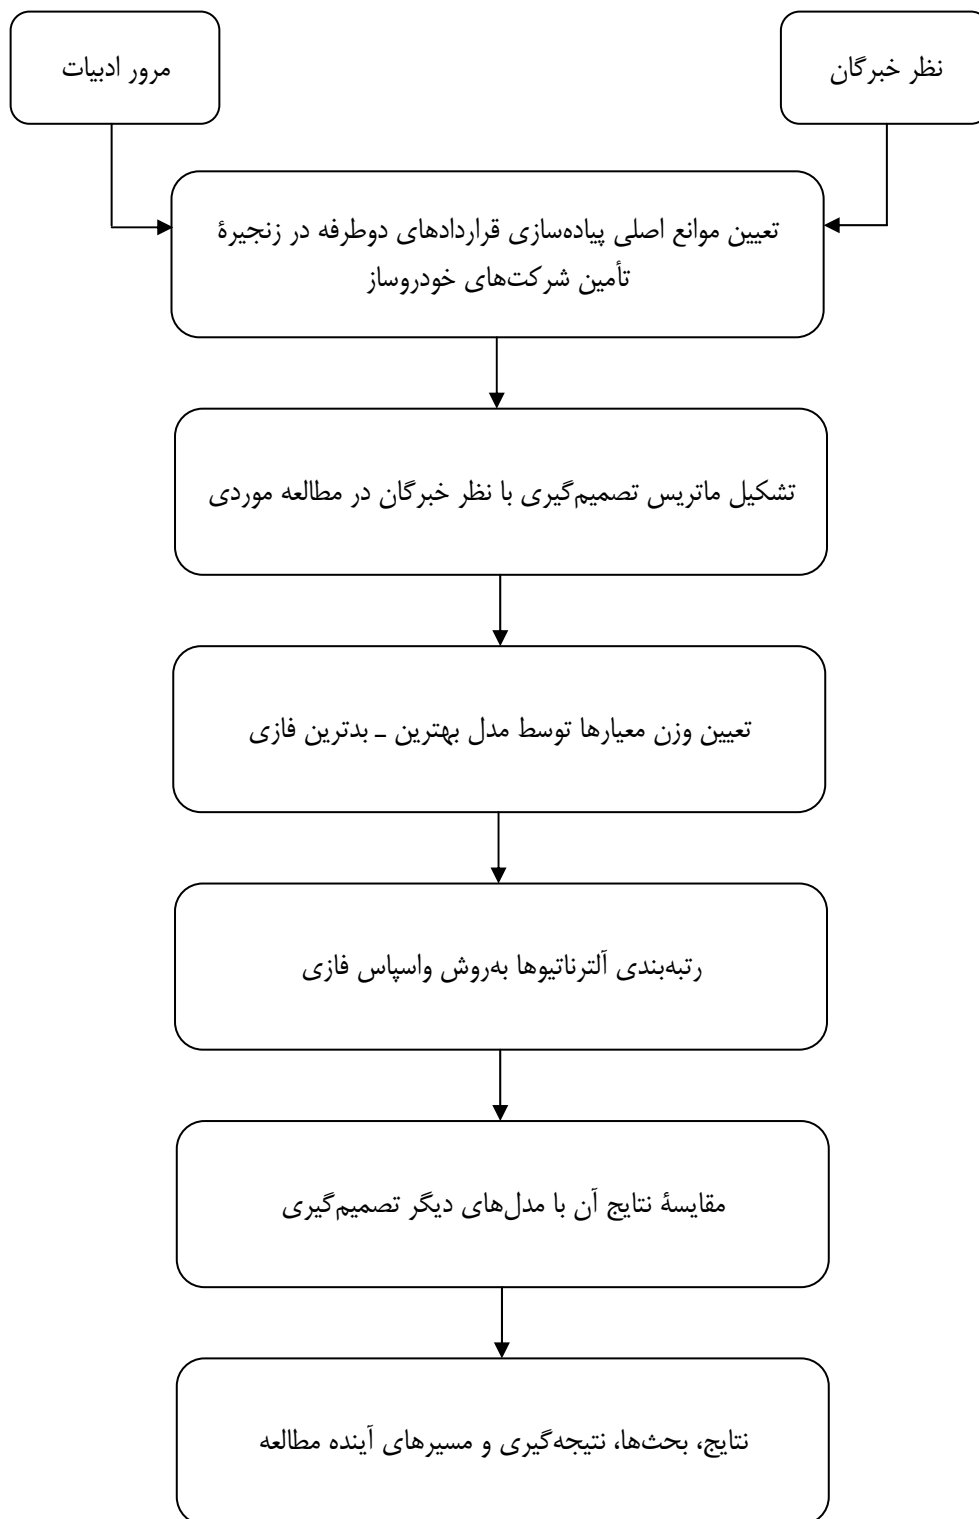 نظر خبرگان
مرور ادبیات
تعیین موانع اصلی پیاده‌سازی قراردادهای دوطرفه در زنجیرهٔ
تأمین شرکت‌های خودروساز
تشکیل ماتریس تصمیم‌گیری با نظر خبرگان در مطالعه موردی
تعیین وزن معیارها توسط مدل بهترین ـ بدترین فازی
رتبه‌بندی آلترناتیوها به‌روش واسپاس فازی
مقایسهٔ نتایج آن با مدل‌های دیگر تصمیم‌گیری
نتایج، بحث‌ها، نتیجه‌گیری و مسیرهای آینده مطالعه